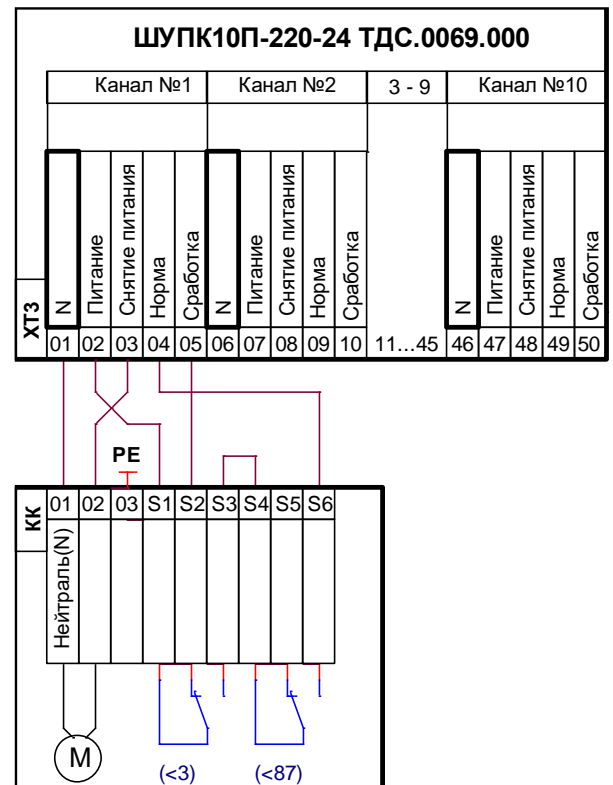 ШУПК10П-220-24 ТДС.0069.000
Канал №1 Канал №2 3 - 9 Канал №10
ХТ3
N Питание Снятие питания Норма Сработка N Питание Снятие питания Норма Сработка N Питание Снятие питания Норма Сработка
01 02 03 04 05 06 07 08 09 10 11...45 46 47 48 49 50
PE
КК
01 02 03 S1 S2 S3 S4 S5 S6
Нейтраль(N)
М
(<3) (<87)